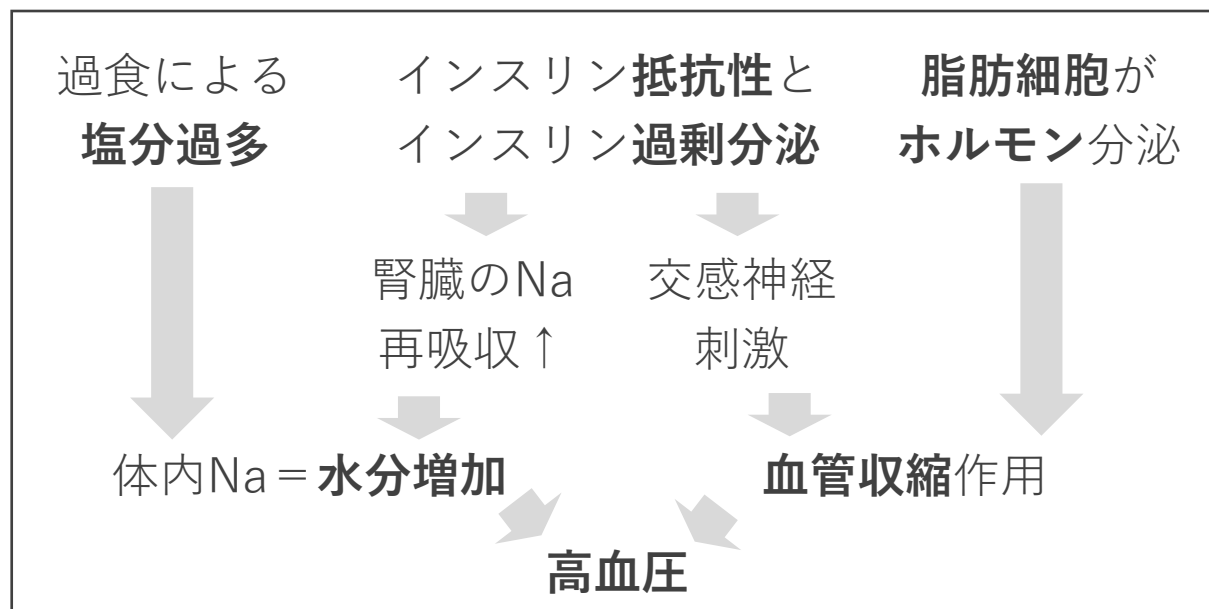 過食による
塩分過多
インスリン抵抗性と
インスリン過剰分泌
脂肪細胞が
ホルモン分泌
腎臓のNa
再吸収↑
交感神経
刺激
体内Na＝水分増加
血管収縮作用
高血圧